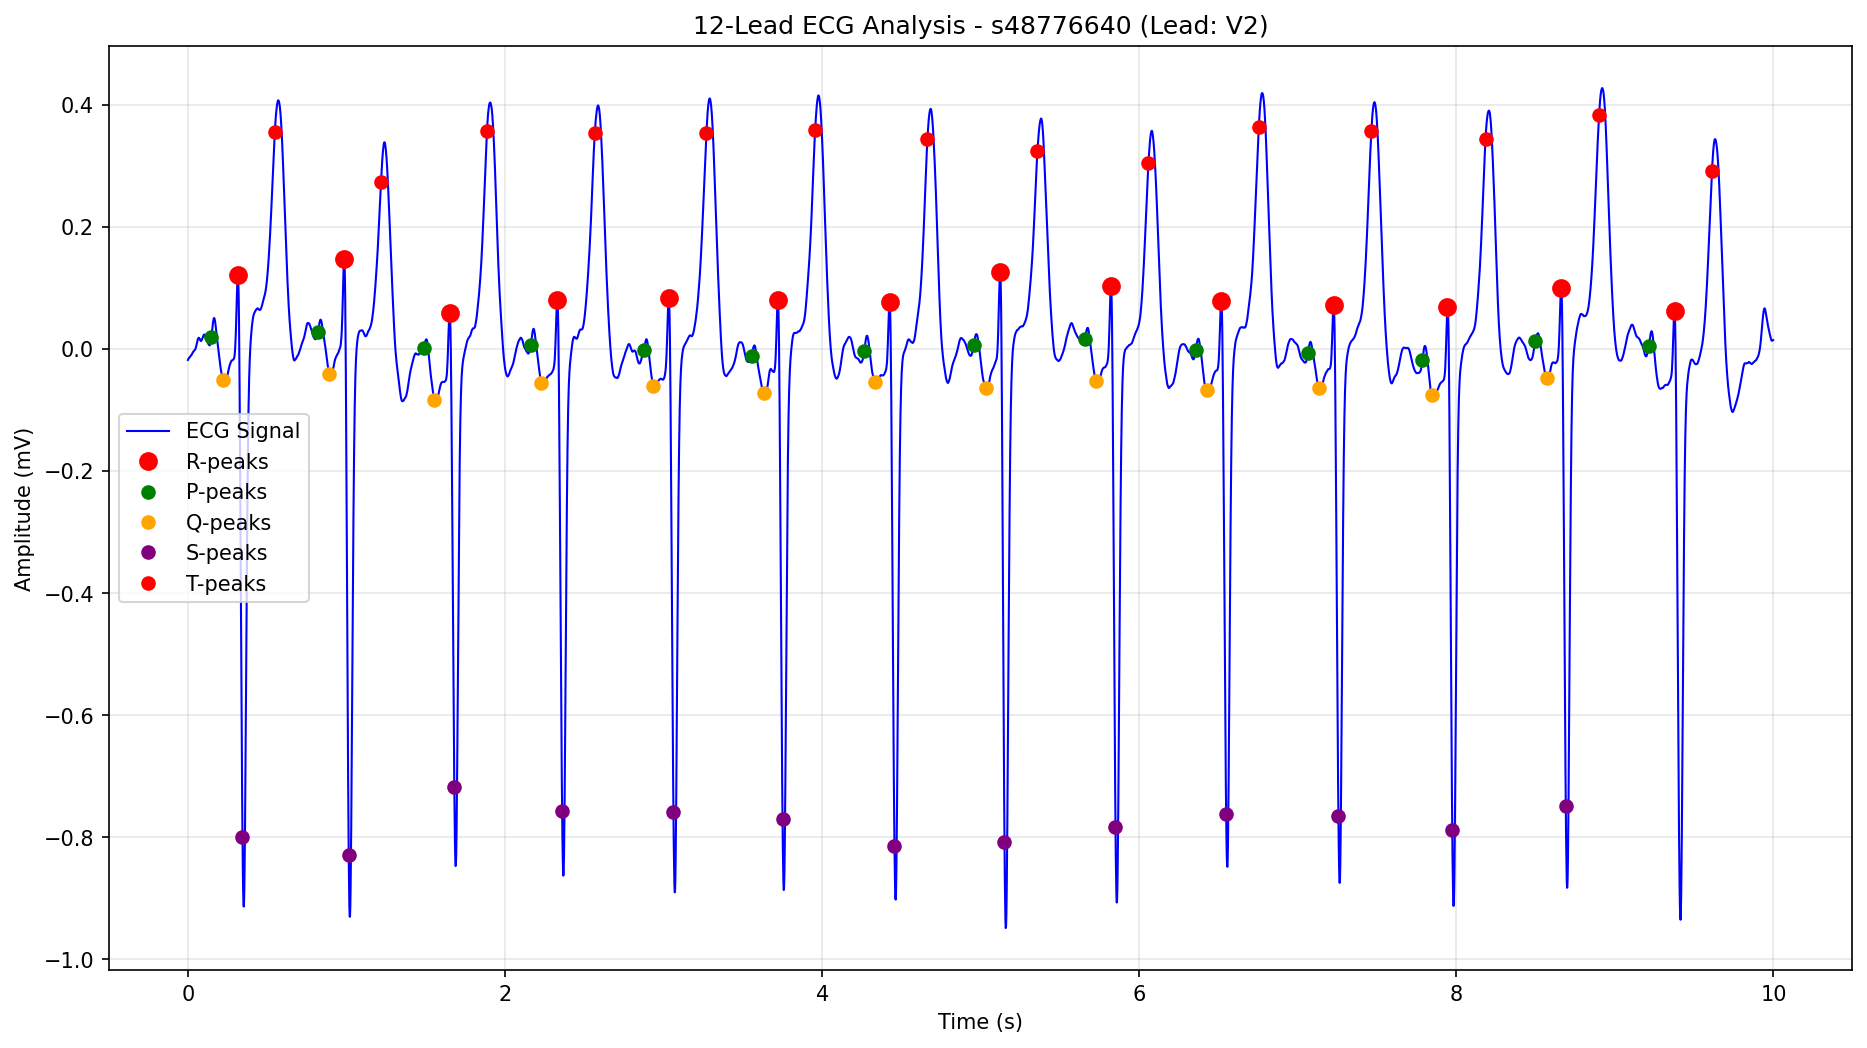 12-Lead ECG Analysis - s48776640 (Lead: V2)
0.4
0.2
0.0
−0.2
−0.4
−0.6
−0.8
−1.0
Amplitude (mV)
ECG Signal
R-peaks
P-peaks
Q-peaks
S-peaks
T-peaks
0 2 4 6 8 10
Time (s)